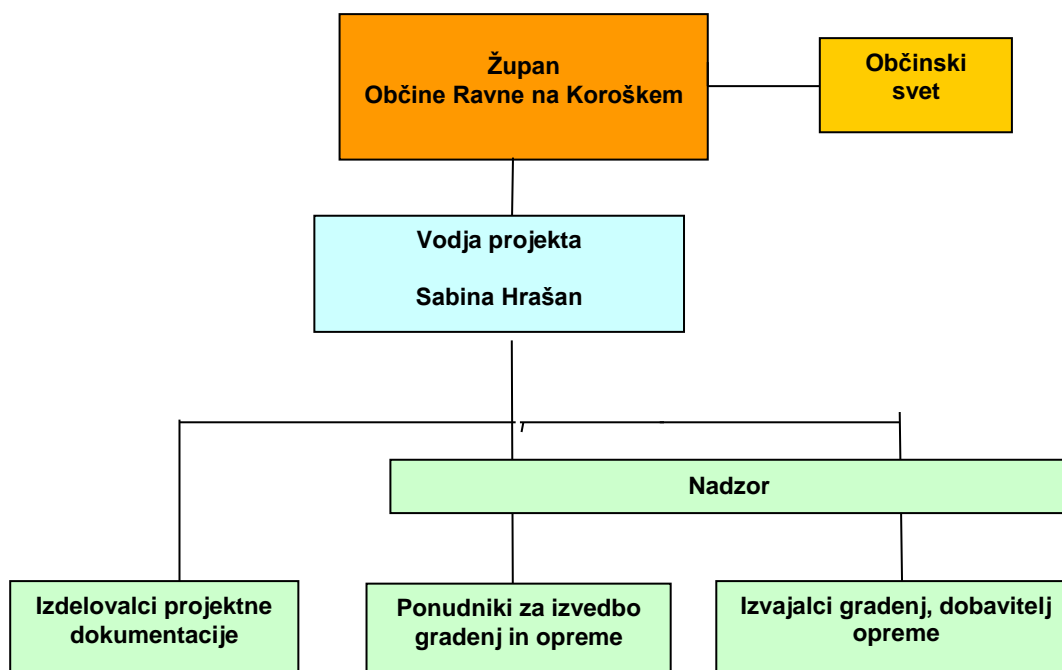 Župan
Občine Ravne na Koroškem
Občinski
svet
Vodja projekta
Sabina Hrašan
Nadzor
Izdelovalci projektne
dokumentacije
Ponudniki za izvedbo
gradenj in opreme
Izvajalci gradenj, dobavitelj
opreme